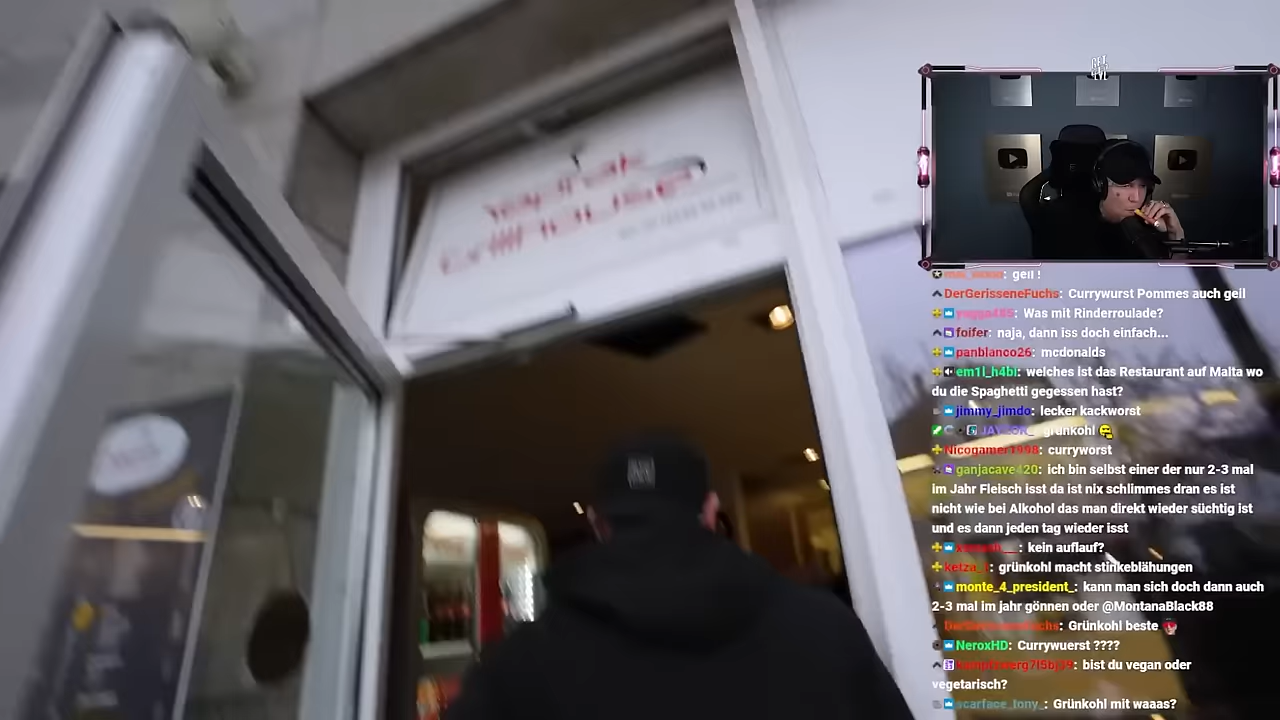 geil !
DerGerisseneFuchs: Currywurst Pommes auch geil
Was mit Rinderroulade?
foifer: naja, dann iss doch einfach...
panblanco26: mcdonalds
em1l_h4bi: welches ist das Restaurant auf Malta wo
du die Spaghetti gegessen hast?
jimmy_jimdo: lecker kackworst
grünkohl
Nicogamer1998: curryworst
ganjacave420: ich bin selbst einer der nur 2-3 mal
im Jahr Fleisch isst da ist nix schlimmes dran es ist
nicht wie bei Alkohol das man direkt wieder süchtig ist
und es dann jeden tag wieder isst
kein auflauf?
grünkohl macht stinkeblähungen
monte_4_president_: kann man sich doch dann auch
2-3 mal im jahr gönnen oder @MontanaBlack88
DerGerisseneFuchs: Grünkohl beste
NeroxHD: Currywuerst ????
bist du vegan oder
vegetarisch?
scarface_tony_: Grünkohl mit waaas?